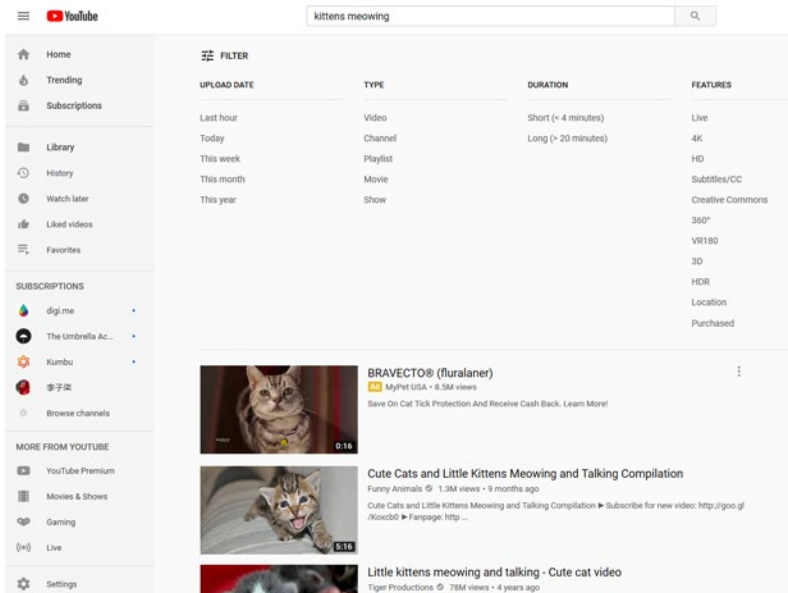 YouTube
kittens meowing
Home
Trending
Subscriptions
Library
History
Watch later
Liked videos
Favorites
SUBSCRIPTIONS
digi.me
The Umbrella Ac...
Kumbu
李子柒
Browse channels
MORE FROM YOUTUBE
YouTube Premium
Movies & Shows
Gaming
Live
Settings
FILTER
UPLOAD DATE
Last hour
Today
This week
This month
This year
TYPE
Video
Channel
Playlist
Movie
Show
DURATION
Short (< 4 minutes)
Long (> 20 minutes)
FEATURES
Live
4K
HD
Subtitles/CC
Creative Commons
360°
VR180
3D
HDR
Location
Purchased
0:16
BRAVECTO® (fluralaner)
Ad MyPet USA • 8.5M views
Save On Cat Tick Protection And Receive Cash Back. Learn More!
5:16
Cute Cats and Little Kittens Meowing and Talking Compilation
Funny Animals 1.3M views • 9 months ago
Cute Cats and Little Kittens Meowing and Talking Compilation ►Subscribe for new video: http://goo.gl
/Koxcb0 ►Fanpage: http ...
Little kittens meowing and talking - Cute cat video
Tiger Productions 78M views • 4 years ago